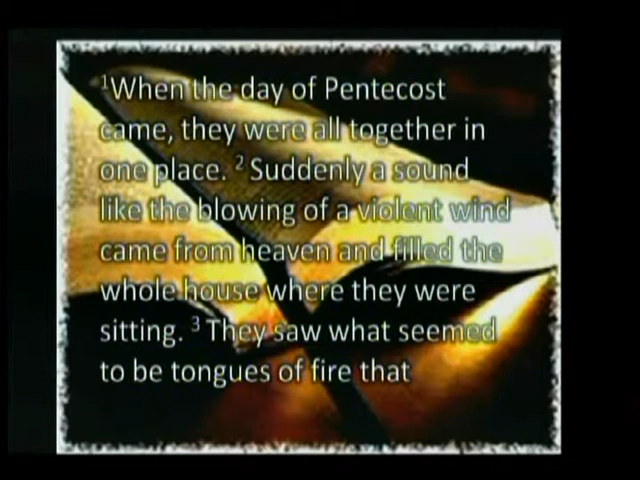 ¹When the day of Pentecost
came, they were all together in
one place. ² Suddenly a sound
like the blowing of a violent wind
came from heaven and filled the
whole house where they were
sitting. ³ They saw what seemed
to be tongues of fire that